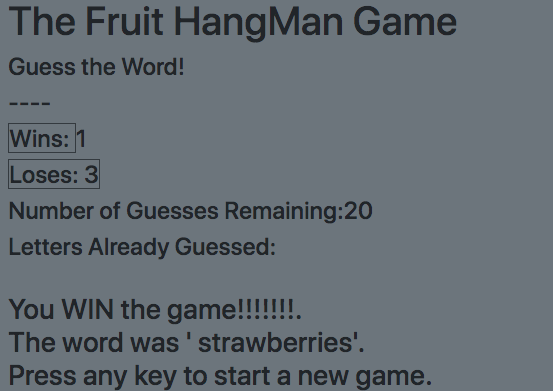 The Fruit HangMan Game
Guess the Word!
----
Wins: 1
Loses: 3
Number of Guesses Remaining:20
Letters Already Guessed:
You WIN the game!!!!!!!.
The word was ' strawberries'.
Press any key to start a new game.